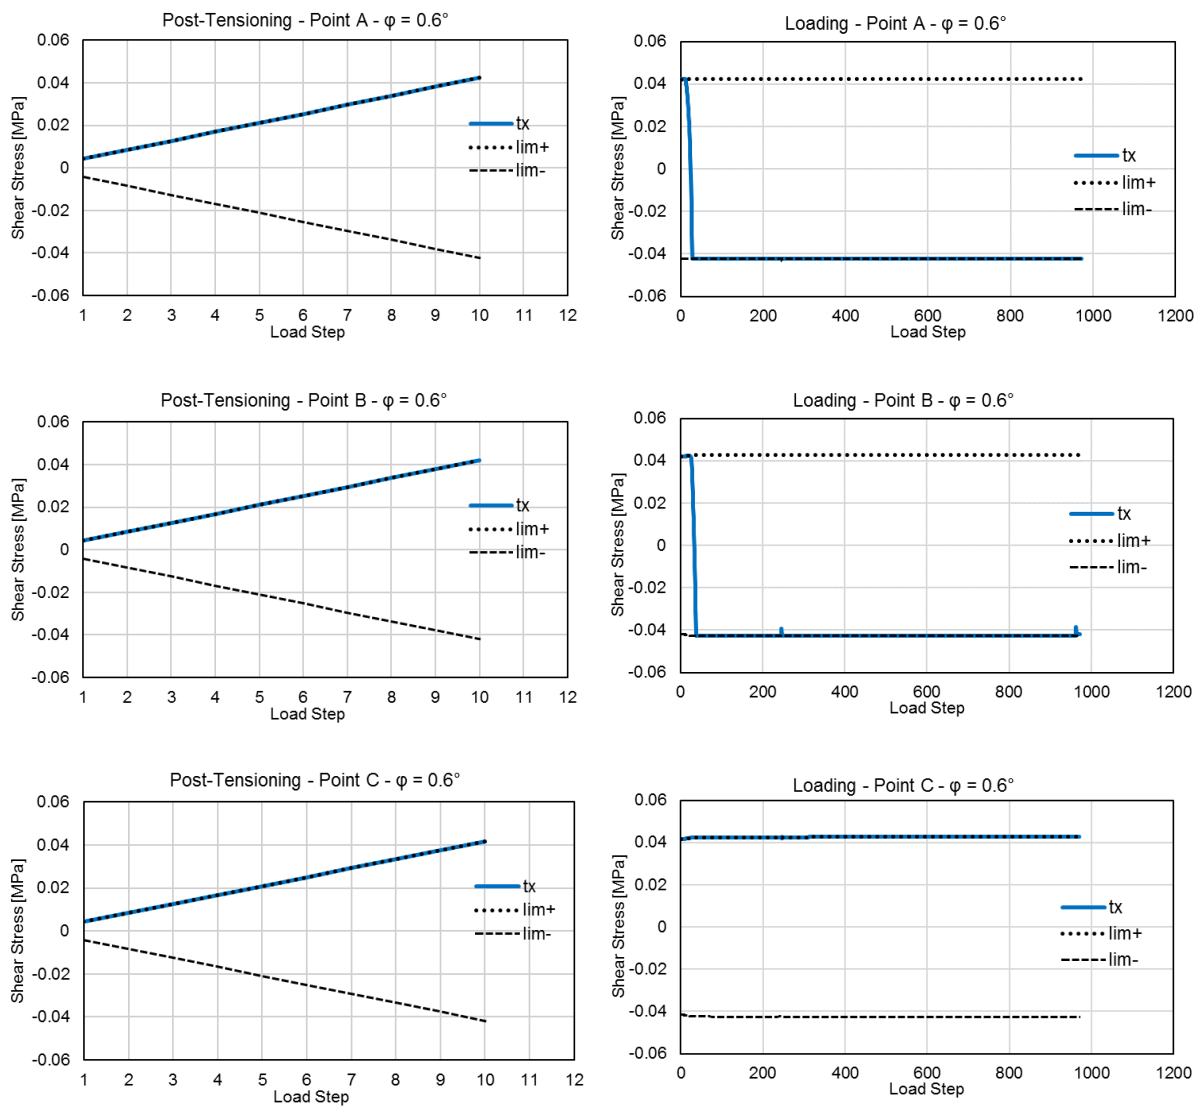 Post-Tensioning - Point A - φ = 0.6°
Shear Stress [MPa]
0.06
0.04
0.02
0
-0.02
-0.04
-0.06
tx
lim+
lim-
1 2 3 4 5 6 7 8 9 10 11 12
Load Step
Loading - Point A - φ = 0.6°
Shear Stress [MPa]
0.06
0.04
0.02
0
-0.02
-0.04
-0.06
tx
lim+
lim-
0 200 400 600 800 1000 1200
Load Step
Post-Tensioning - Point B - φ = 0.6°
Shear Stress [MPa]
0.06
0.04
0.02
0
-0.02
-0.04
-0.06
tx
lim+
lim-
1 2 3 4 5 6 7 8 9 10 11 12
Load Step
Loading - Point B - φ = 0.6°
Shear Stress [MPa]
0.06
0.04
0.02
0
-0.02
-0.04
-0.06
tx
lim+
lim-
0 200 400 600 800 1000 1200
Load Step
Post-Tensioning - Point C - φ = 0.6°
Shear Stress [MPa]
0.06
0.04
0.02
0
-0.02
-0.04
-0.06
tx
lim+
lim-
1 2 3 4 5 6 7 8 9 10 11 12
Load Step
Loading - Point C - φ = 0.6°
Shear Stress [MPa]
0.06
0.04
0.02
0
-0.02
-0.04
-0.06
tx
lim+
lim-
0 200 400 600 800 1000 1200
Load Step